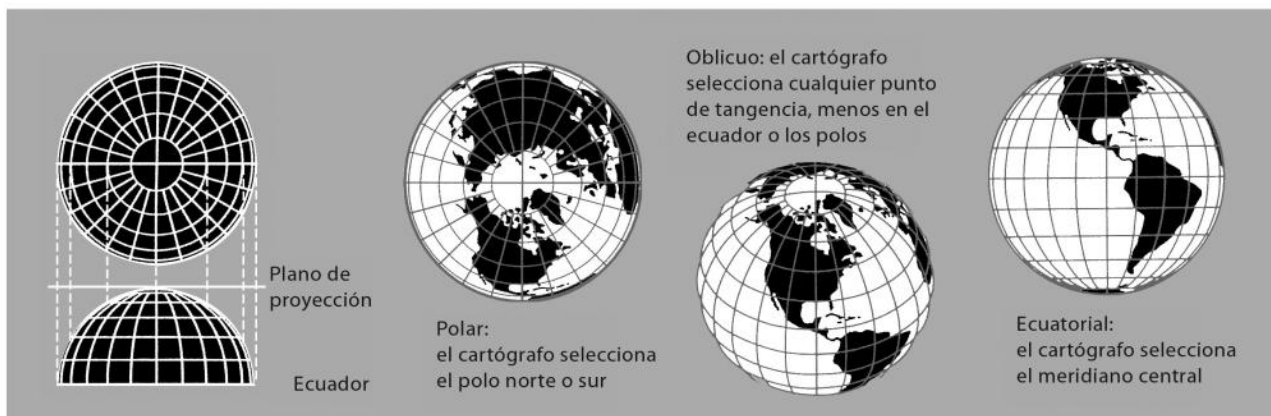 Plano de
proyección
Ecuador
Polar:
el cartógrafo selecciona
el polo norte o sur
Oblicuo: el cartógrafo
selecciona cualquier punto
de tangencia, menos en el
ecuador o los polos
Ecuatorial:
el cartógrafo selecciona
el meridiano central